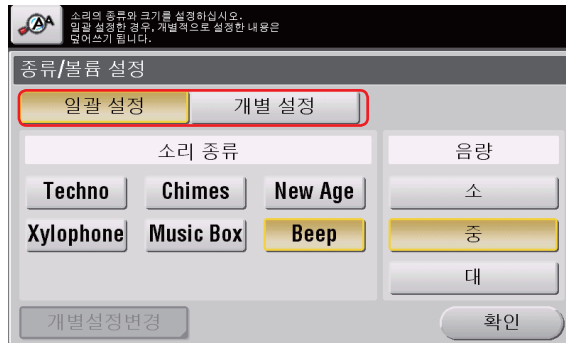 소리의 종류와 크기를 설정하십시오.
일괄 설정한 경우, 개별적으로 설정한 내용은
덮어쓰기 됩니다.
종류/볼륨 설정
일괄 설정 개별 설정
소리 종류 음량
Techno Chimes New Age 소
Xylophone Music Box Beep 중
대
개별설정변경 확인